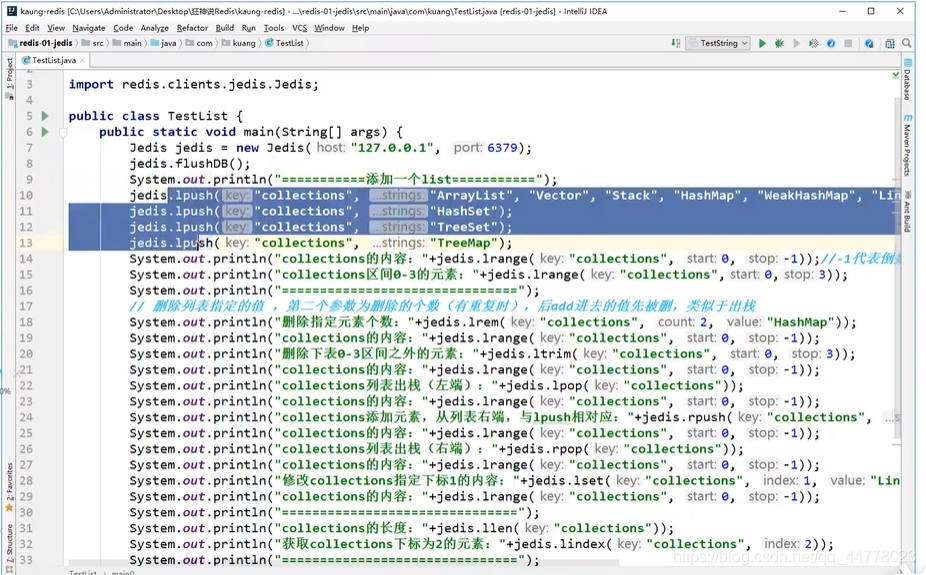 kaung-redis [C:\Users\Administrator\Desktop\狂神说Redis\kaung-redis] - ...\redis-01-jedis\src\main\java\com\kuang\TestList.java [redis-01-jedis] - IntelliJ IDEA
File Edit View Navigate Code Analyze Refactor Build Run Tools VCS Window Help
redis-01-jedis src main java com kuang TestList TestString
TestList.java
3 import redis.clients.jedis.Jedis;
4
5 public class TestList {
6 public static void main(String[] args) {
7 Jedis jedis = new Jedis( host: "127.0.0.1", port: 6379);
8 jedis.flushDB();
9 System.out.println("===========添加一个list===========");
10 jedis.lpush( key: "collections", ...strings: "ArrayList", "Vector", "Stack", "HashMap", "WeakHashMap", "Lin
11 jedis.lpush( key: "collections", ...strings: "HashSet");
12 jedis.lpush( key: "collections", ...strings: "TreeSet");
13 jedis.lpush( key: "collections", ...strings: "TreeMap");
14 System.out.println("collections的内容："+jedis.lrange( key: "collections", start: 0, stop: -1));//-1代表倒
15 System.out.println("collections区间0-3的元素："+jedis.lrange( key: "collections", start: 0, stop: 3));
16 System.out.println("===============================");
17 // 删除列表指定的值 ，第二个参数为删除的个数（有重复时），后add进去的值先被删，类似于出栈
18 System.out.println("删除指定元素个数："+jedis.lrem( key: "collections", count: 2, value: "HashMap"));
19 System.out.println("collections的内容："+jedis.lrange( key: "collections", start: 0, stop: -1));
20 System.out.println("删除下表0-3区间之外的元素："+jedis.ltrim( key: "collections", start: 0, stop: 3));
21 System.out.println("collections的内容："+jedis.lrange( key: "collections", start: 0, stop: -1));
22 System.out.println("collections列表出栈（左端）："+jedis.lpop( key: "collections"));
23 System.out.println("collections的内容："+jedis.lrange( key: "collections", start: 0, stop: -1));
24 System.out.println("collections添加元素，从列表右端，与lpush相对应："+jedis.rpush( key: "collections", ...s
25 System.out.println("collections的内容："+jedis.lrange( key: "collections", start: 0, stop: -1));
26 System.out.println("collections列表出栈（右端）："+jedis.rpop( key: "collections"));
27 System.out.println("collections的内容："+jedis.lrange( key: "collections", start: 0, stop: -1));
28 System.out.println("修改collections指定下标1的内容："+jedis.lset( key: "collections", index: 1, value: "Lin
29 System.out.println("collections的内容："+jedis.lrange( key: "collections", start: 0, stop: -1));
30 System.out.println("===============================");
31 System.out.println("collections的长度："+jedis.llen( key: "collections"));
32 System.out.println("获取collections下标为2的元素："+jedis.lindex( key: "collections", index: 2));
33 System.out.println("===============================");
TestList main()
1: Project
2: Favorites
Z: Structure
Database
Maven Projects
Ant Build
0%